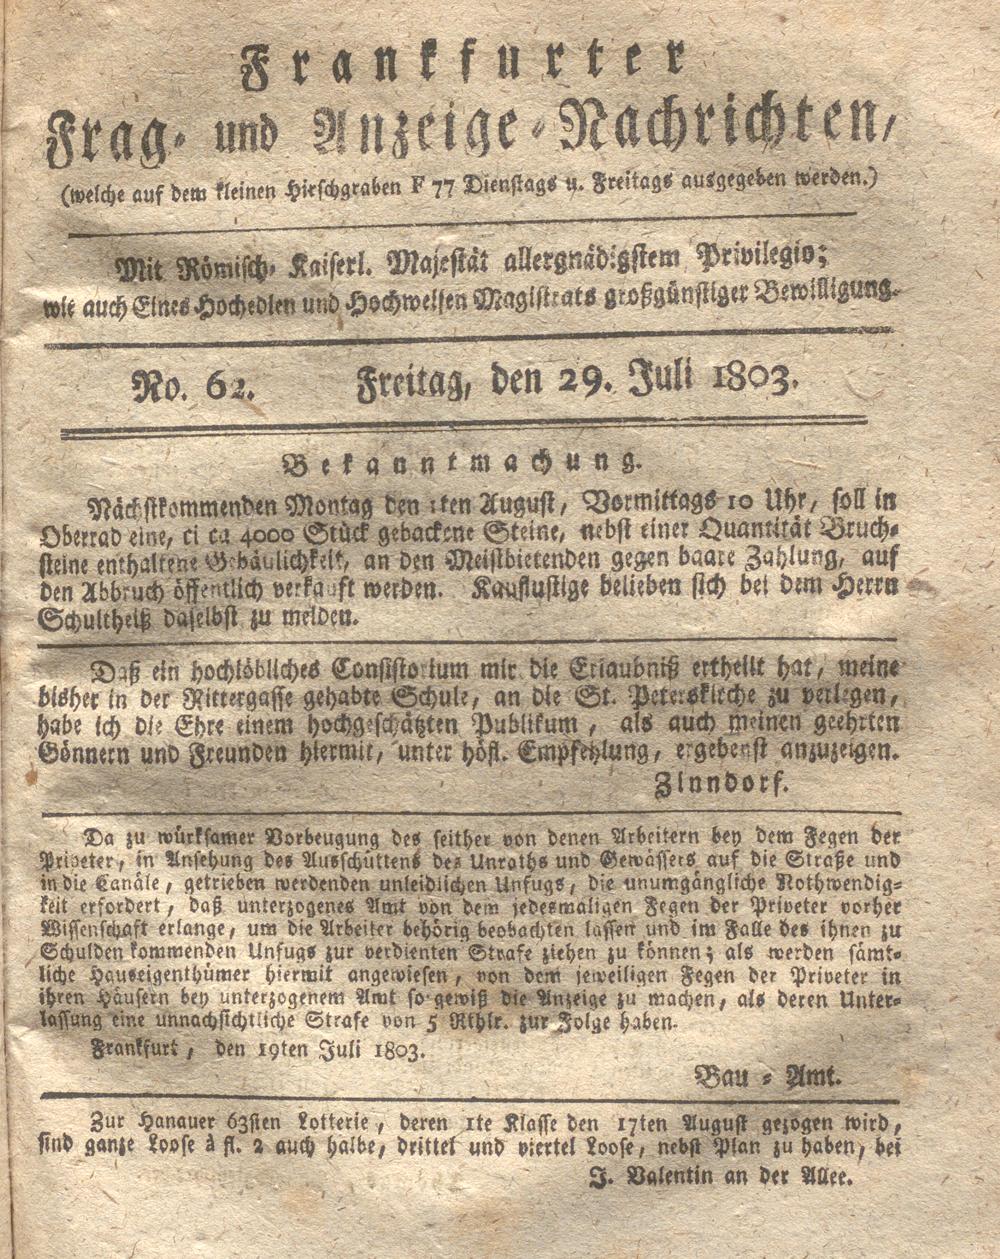 Frankfurter
Frag- und Anzeige-Nachrichten,
(welche auf dem kleinen Hirschgraben F 77 Dienstags u. Freitags ausgegeben werden.)
Mit Römisch- Kaiserl. Majestät allergnädigstem Privilegio;
wie auch Eines Hochedlen und Hochweisen Magistrats großgünstiger Bewilligung.
No. 62. Freitag, den 29. Juli 1803.
Bekanntmachung.
Nächstkommenden Montag den 1ten August, Vormittags 10 Uhr, soll in
Oberrad eine, circa 4000 Stück gebackene Steine, nebst einer Quantität Bruch-
steine enthaltene Gebäulichkeit, an den Meistbietenden gegen baare Zahlung, auf
den Abbruch öffentlich verkauft werden. Kauflustige belieben sich bei dem Herrn
Schultheiß daselbst zu melden.
Daß ein hochlöbliches Consistorium mir die Erlaubniß ertheilt hat, meine
bisher in der Rittergasse gehabte Schule, an die St. Peterskirche zu verlegen,
habe ich die Ehre einem hochgeschätzten Publikum, als auch meinen geehrten
Gönnern und Freunden hiermit, unter höfl. Empfehlung, ergebenst anzuzeigen.
Zinndorf.
Da zu würksamer Vorbeugung des seither von denen Arbeitern bey dem Fegen der
Priveter, in Ansehung des Ausschüttens des Unraths und Gewässers auf die Straße und
in die Canäle, getrieben werdenden unleidlichen Unfugs, die unumgängliche Nothwendig-
keit erfordert, daß unterzogenes Amt von dem jedesmaligen Fegen der Priveter vorher
Wissenschaft erlange, um die Arbeiter behörig beobachten lassen und im Falle des ihnen zu
Schulden kommenden Unfugs zur verdienten Strafe ziehen zu können; als werden sämt-
liche Hauseigenthümer hiermit angewiesen, von dem jeweiligen Fegen der Priveter in
ihren Häusern bey unterzogenem Amt so gewiß die Anzeige zu machen, als deren Unter-
lassung eine unnachsichtliche Strafe von 5 Rthlr. zur Folge haben.
Frankfurt, den 19ten Juli 1803.
Bau-Amt.
Zur Hanauer 63sten Lotterie, deren 1te Klasse den 17ten August gezogen wird,
sind ganze Loose à fl. 2 auch halbe, drittel und viertel Loose, nebst Plan zu haben, bei
J. Valentin an der Allee.